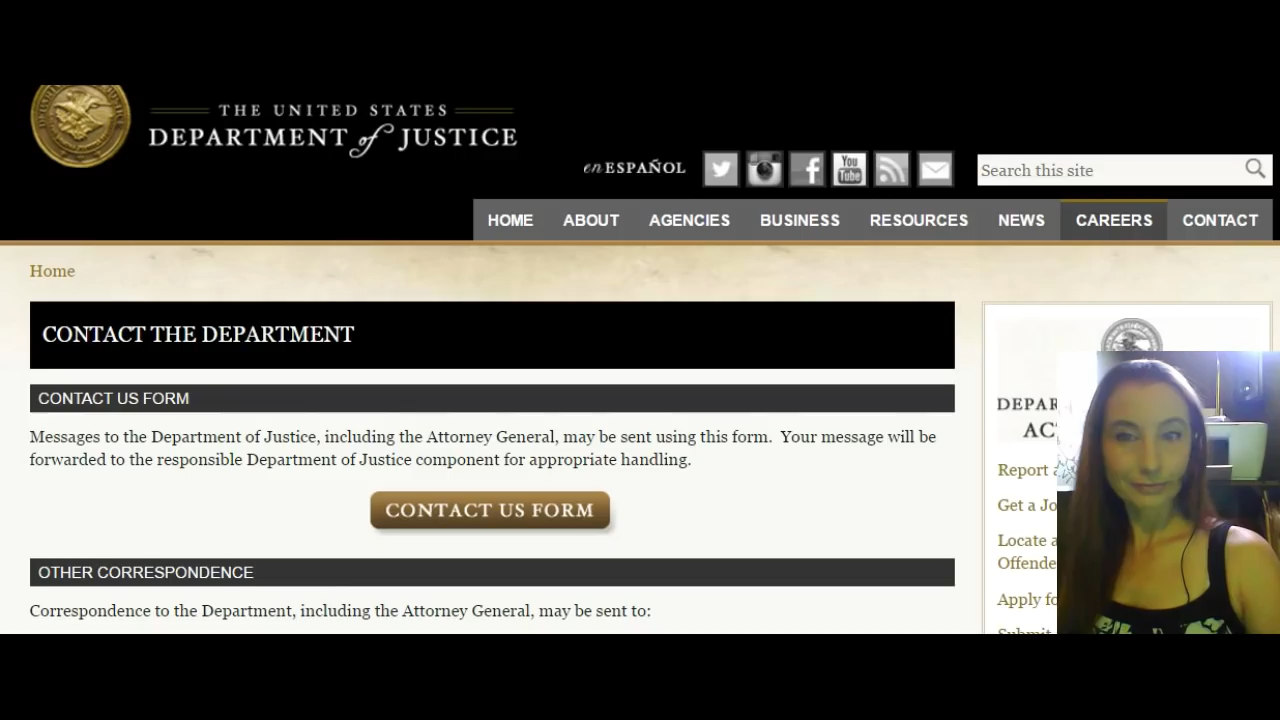 THE UNITED STATES
DEPARTMENT of JUSTICE
en ESPAÑOL
You
Tube
Search this site
HOME ABOUT AGENCIES BUSINESS RESOURCES NEWS CAREERS CONTACT
Home
CONTACT THE DEPARTMENT
CONTACT US FORM
Messages to the Department of Justice, including the Attorney General, may be sent using this form. Your message will be
forwarded to the responsible Department of Justice component for appropriate handling.
CONTACT US FORM
OTHER CORRESPONDENCE
Correspondence to the Department, including the Attorney General, may be sent to:
DEPAR
AC
Report
Get a Jo
Locate a
Offende
Apply fo
Submit